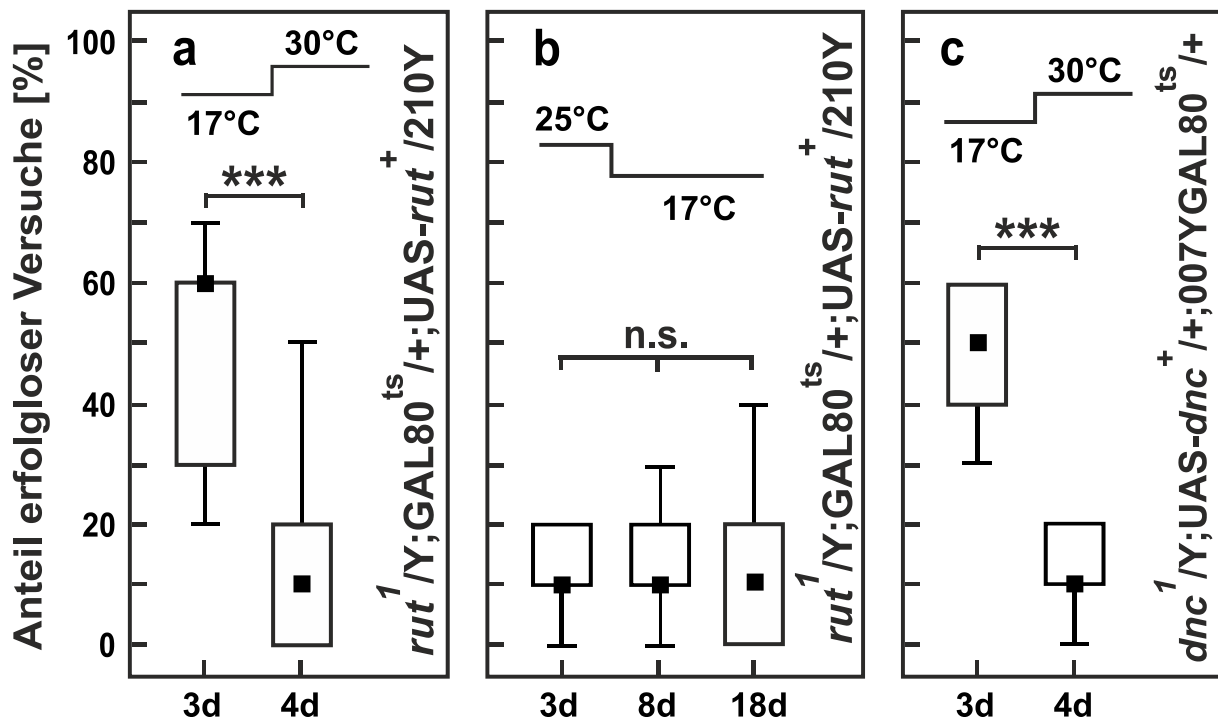 Anteil erfolgloser Versuche [%]
100
80
60
40
20
0
a
30°C
17°C
***
3d
4d
rut¹/Y;GAL80ᵗˢ/+;UAS-rut⁺/210Y
b
25°C
17°C
n.s.
3d
8d
18d
rut¹/Y;GAL80ᵗˢ/+;UAS-rut⁺/210Y
c
30°C
17°C
***
3d
4d
dnc¹/Y;UAS-dnc⁺/+;007YGAL80ᵗˢ/+